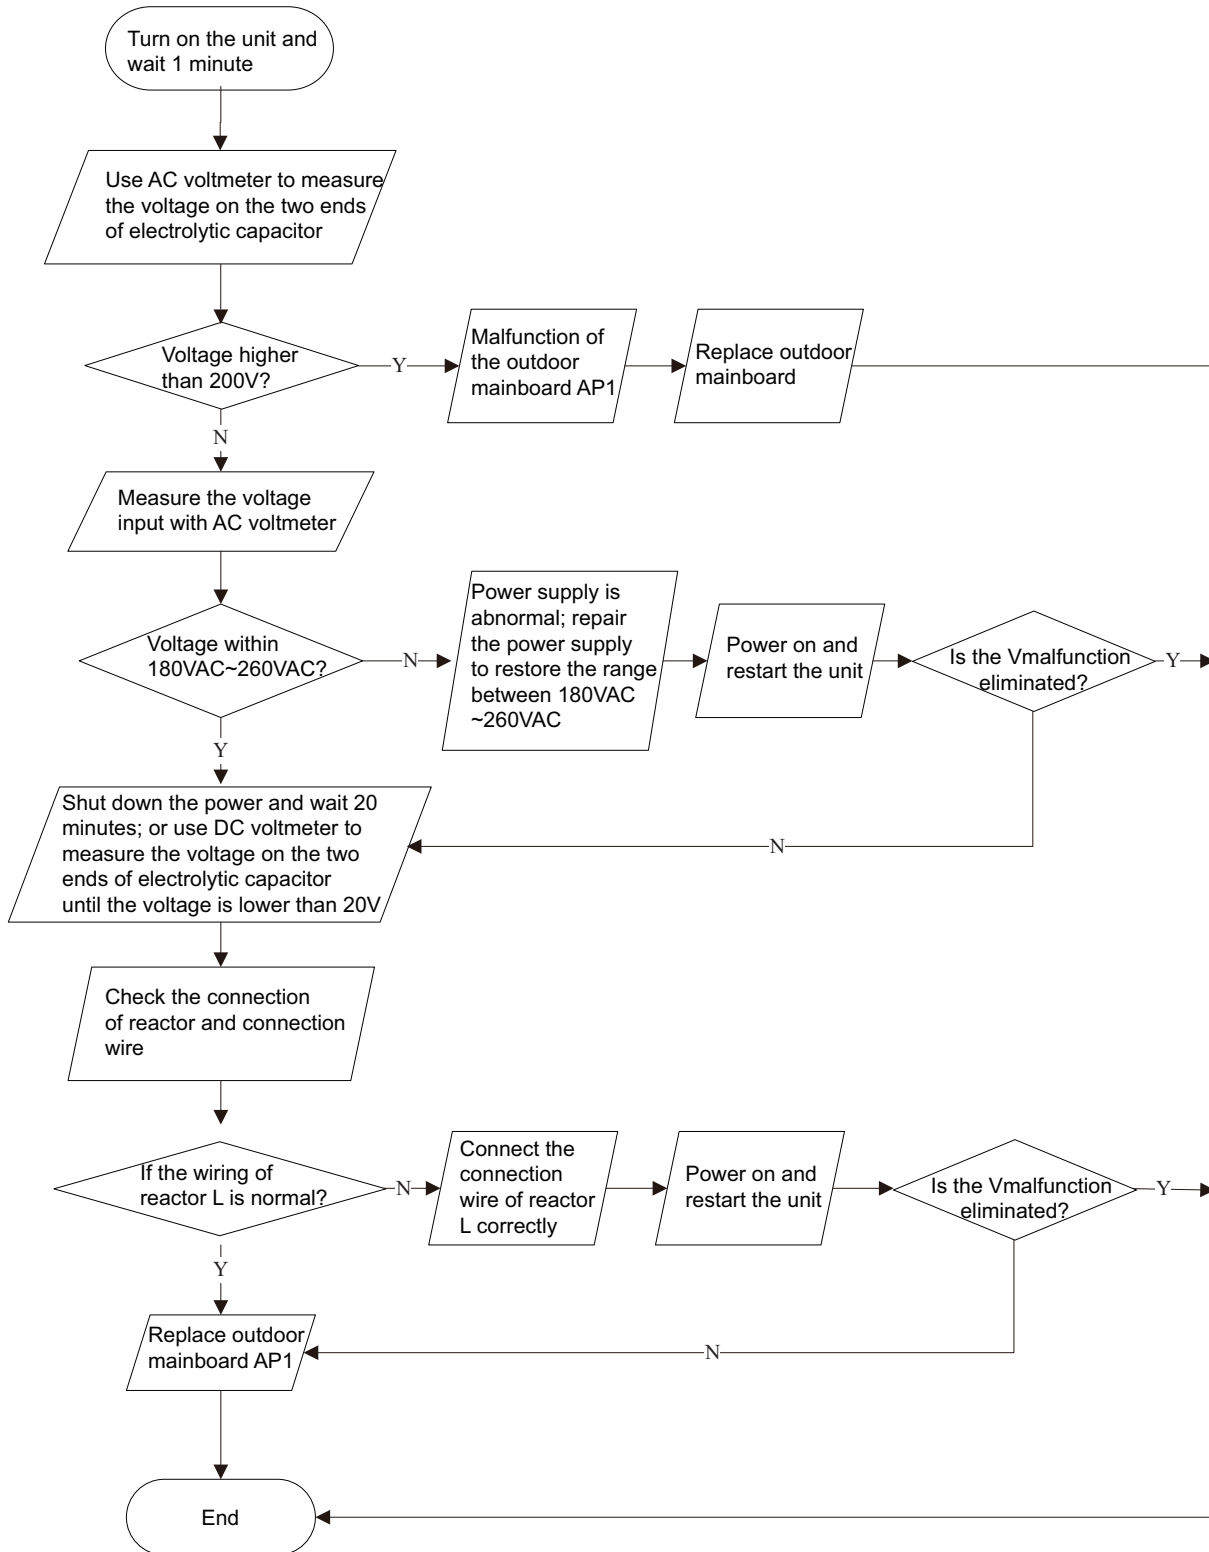 Turn on the unit and
wait 1 minute
Use AC voltmeter to measure
the voltage on the two ends
of electrolytic capacitor
Voltage higher
than 200V?
Y
Malfunction of
the outdoor
mainboard AP1
Replace outdoor
mainboard
N
Measure the voltage
input with AC voltmeter
Voltage within
180VAC~260VAC?
N
Power supply is
abnormal; repair
the power supply
to restore the range
between 180VAC
~260VAC
Power on and
restart the unit
Is the Vmalfunction
eliminated?
Y
Y
Shut down the power and wait 20
minutes; or use DC voltmeter to
measure the voltage on the two
ends of electrolytic capacitor
until the voltage is lower than 20V
N
Check the connection
of reactor and connection
wire
If the wiring of
reactor L is normal?
N
Connect the
connection
wire of reactor
L correctly
Power on and
restart the unit
Is the Vmalfunction
eliminated?
Y
Y
Replace outdoor
mainboard AP1
N
End